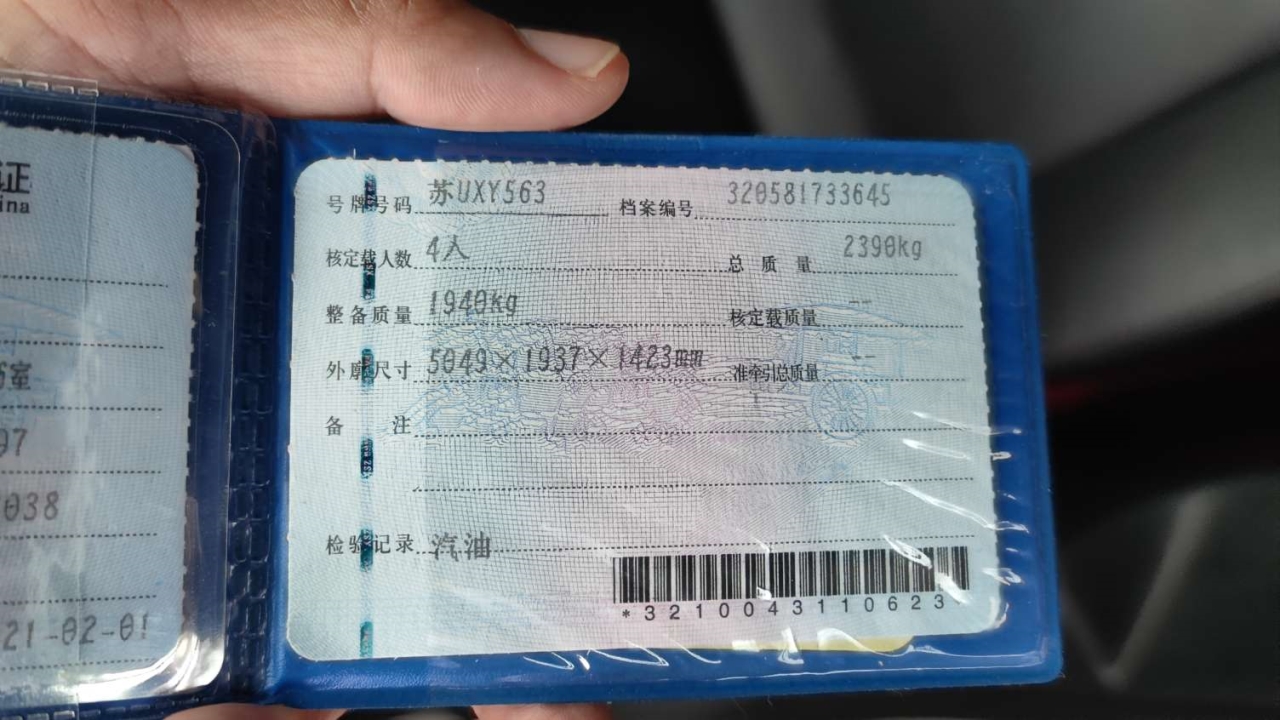 证
ina
室
97
038
21-02-01
号牌号码 苏UXY563 档案编号 320581733645
核定载人数 4人 总质量 2390kg
整备质量 1940kg 核定载质量 --
外廓尺寸 5049×1937×1423mm 准牵引总质量 --
备注
检验记录 汽油
*3210043110623